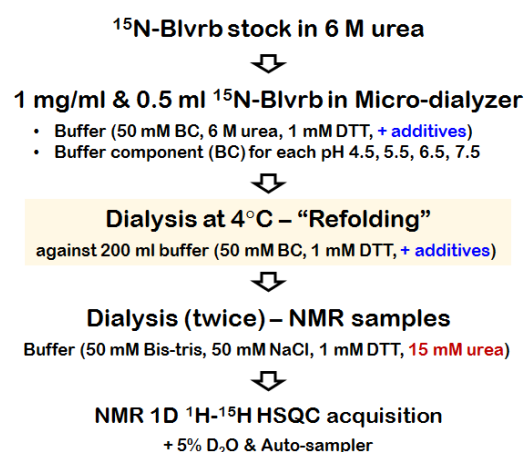 ¹⁵N-Blvrb stock in 6 M urea
1 mg/ml & 0.5 ml ¹⁵N-Blvrb in Micro-dialyzer
• Buffer (50 mM BC, 6 M urea, 1 mM DTT, + additives)
• Buffer component (BC) for each pH 4.5, 5.5, 6.5, 7.5
Dialysis at 4°C – “Refolding”
against 200 ml buffer (50 mM BC, 1 mM DTT, + additives)
Dialysis (twice) – NMR samples
Buffer (50 mM Bis-tris, 50 mM NaCl, 1 mM DTT, 15 mM urea)
NMR 1D ¹H-¹⁵H HSQC acquisition
+ 5% D₂O & Auto-sampler